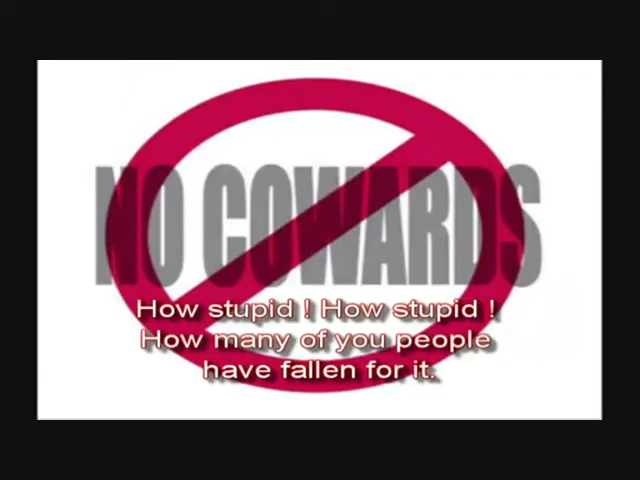 NO COWARDS
How stupid ! How stupid !
How many of you people
have fallen for it.